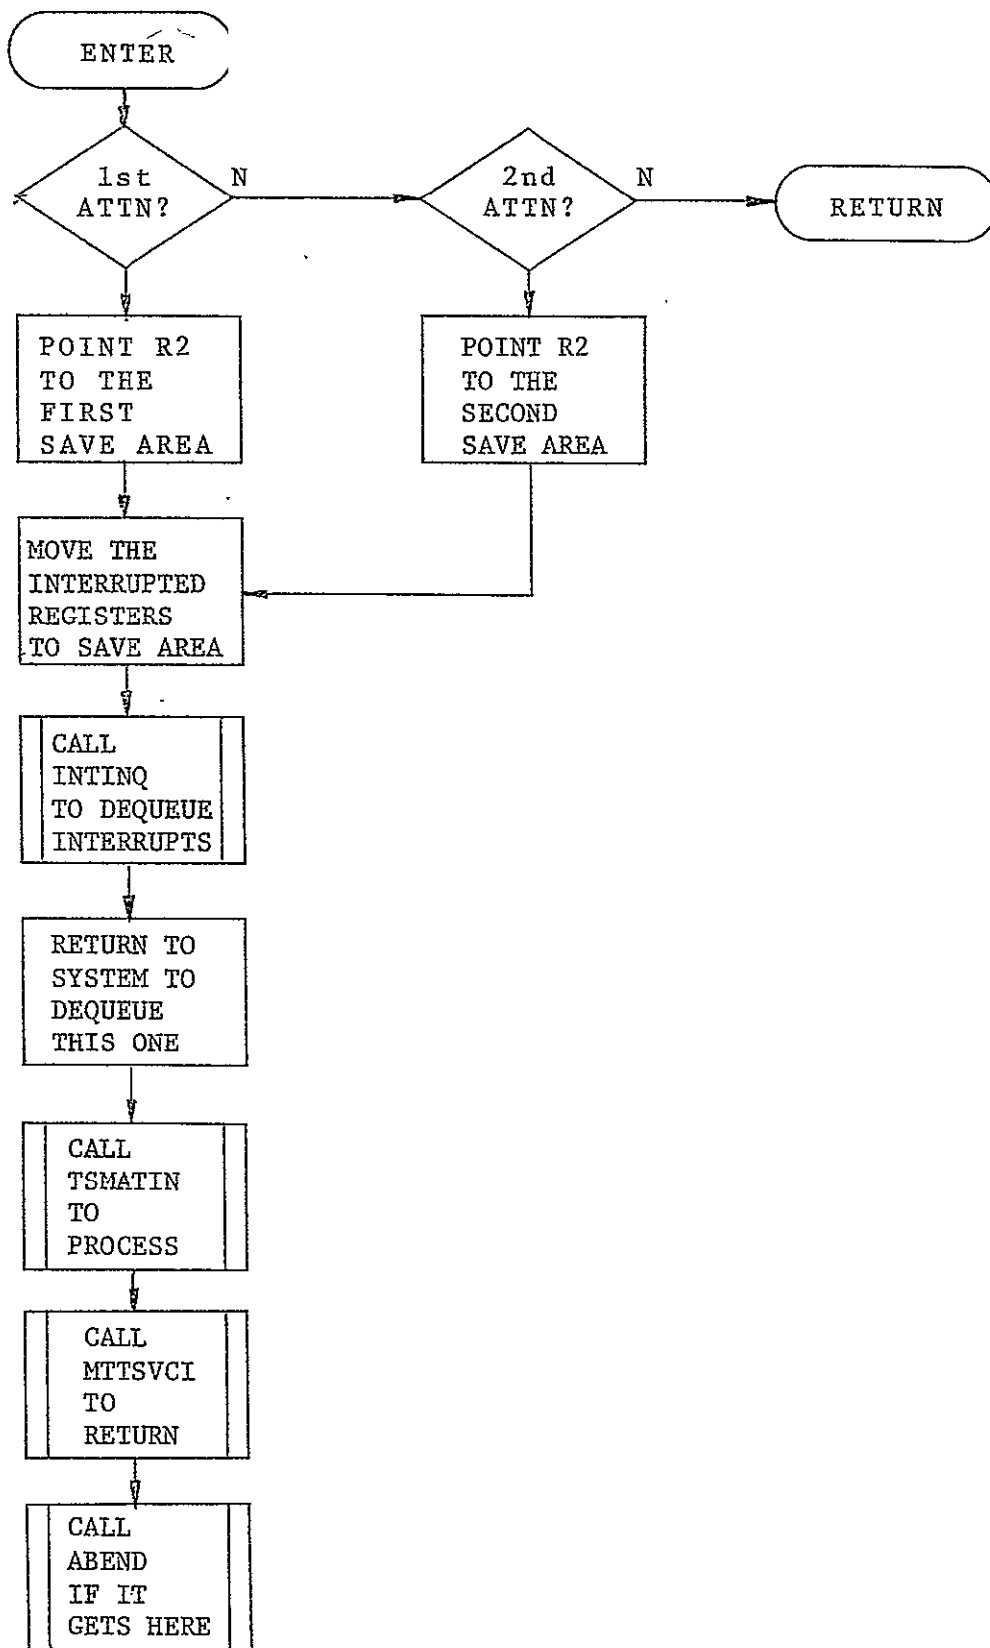 ENTER
1st
ATTN?
N
2nd
ATTN?
N
RETURN
POINT R2
TO THE
FIRST
SAVE AREA
POINT R2
TO THE
SECOND
SAVE AREA
MOVE THE
INTERRUPTED
REGISTERS
TO SAVE AREA
CALL
INTINQ
TO DEQUEUE
INTERRUPTS
RETURN TO
SYSTEM TO
DEQUEUE
THIS ONE
CALL
TSMATIN
TO
PROCESS
CALL
MTTSVCI
TO
RETURN
CALL
ABEND
IF IT
GETS HERE